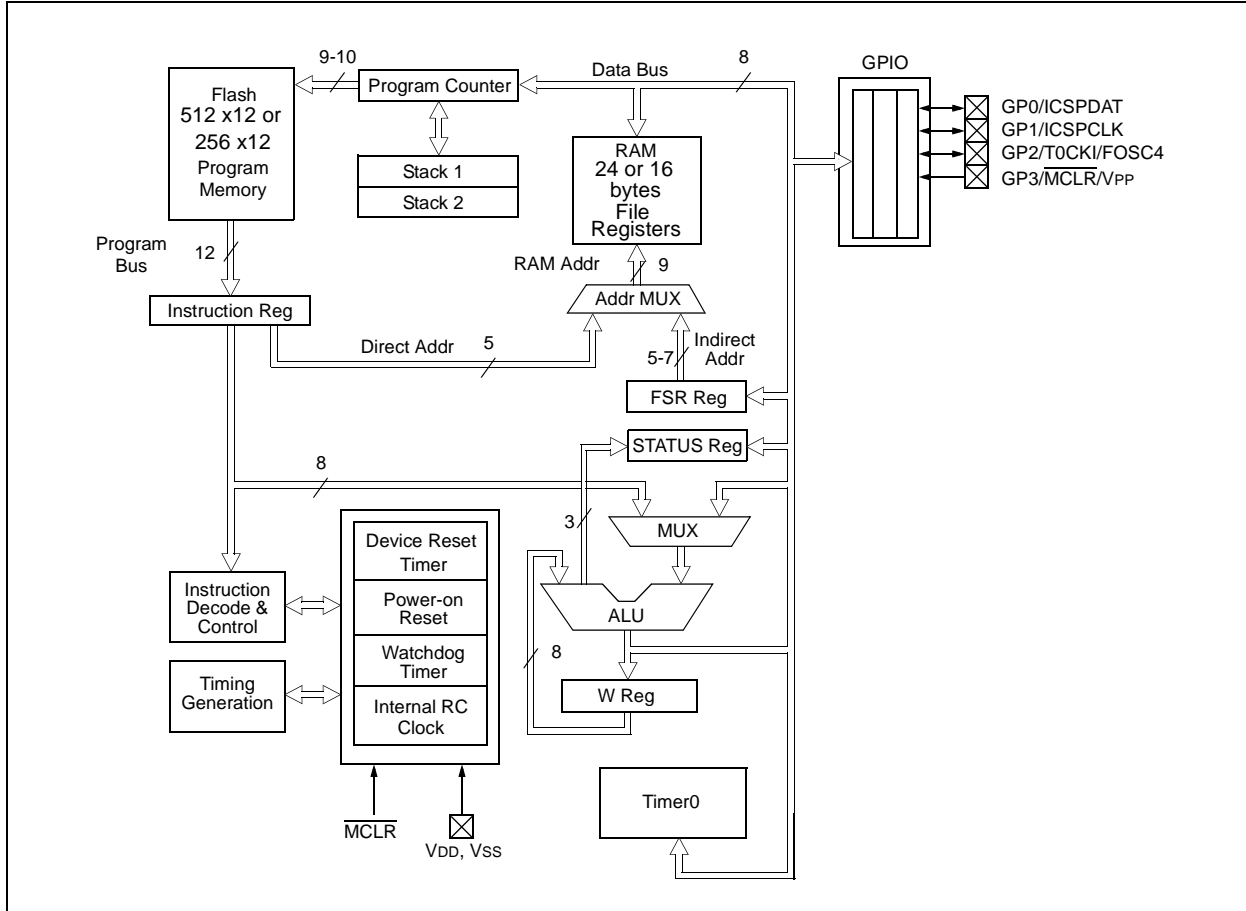 9-10
Flash
512 x12 or
256 x12
Program
Memory
Program Counter
Stack 1
Stack 2
Data Bus
8
RAM
24 or 16
bytes
File
Registers
GPIO
GP0/ICSPDAT
GP1/ICSPCLK
GP2/T0CKI/FOSC4
GP3/MCLR/VPP
Program
Bus
12
RAM Addr
9
Instruction Reg
Addr MUX
Direct Addr
5
5-7
Indirect
Addr
FSR Reg
STATUS Reg
8
3
MUX
Device Reset
Timer
Power-on
Reset
Watchdog
Timer
Internal RC
Clock
Instruction
Decode &
Control
Timing
Generation
ALU
8
W Reg
Timer0
MCLR
VDD, VSS